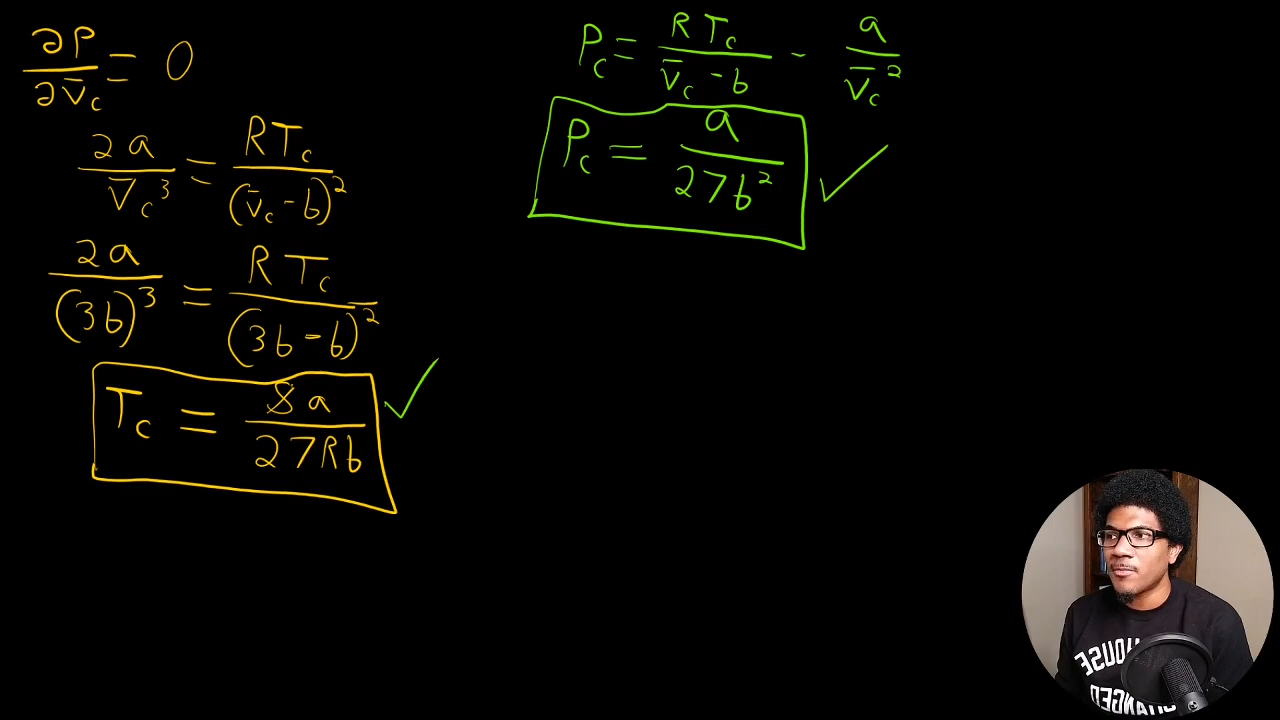 ∂P/∂V̄c = 0
2a/V̄c³ = RTc/(V̄c - b)²
2a/(3b)³ = RTc/(3b - b)²
Tc = 8a/27Rb ✓
Pc = RTc/(V̄c - b) - a/V̄c²
Pc = a/27b² ✓
HOUSE